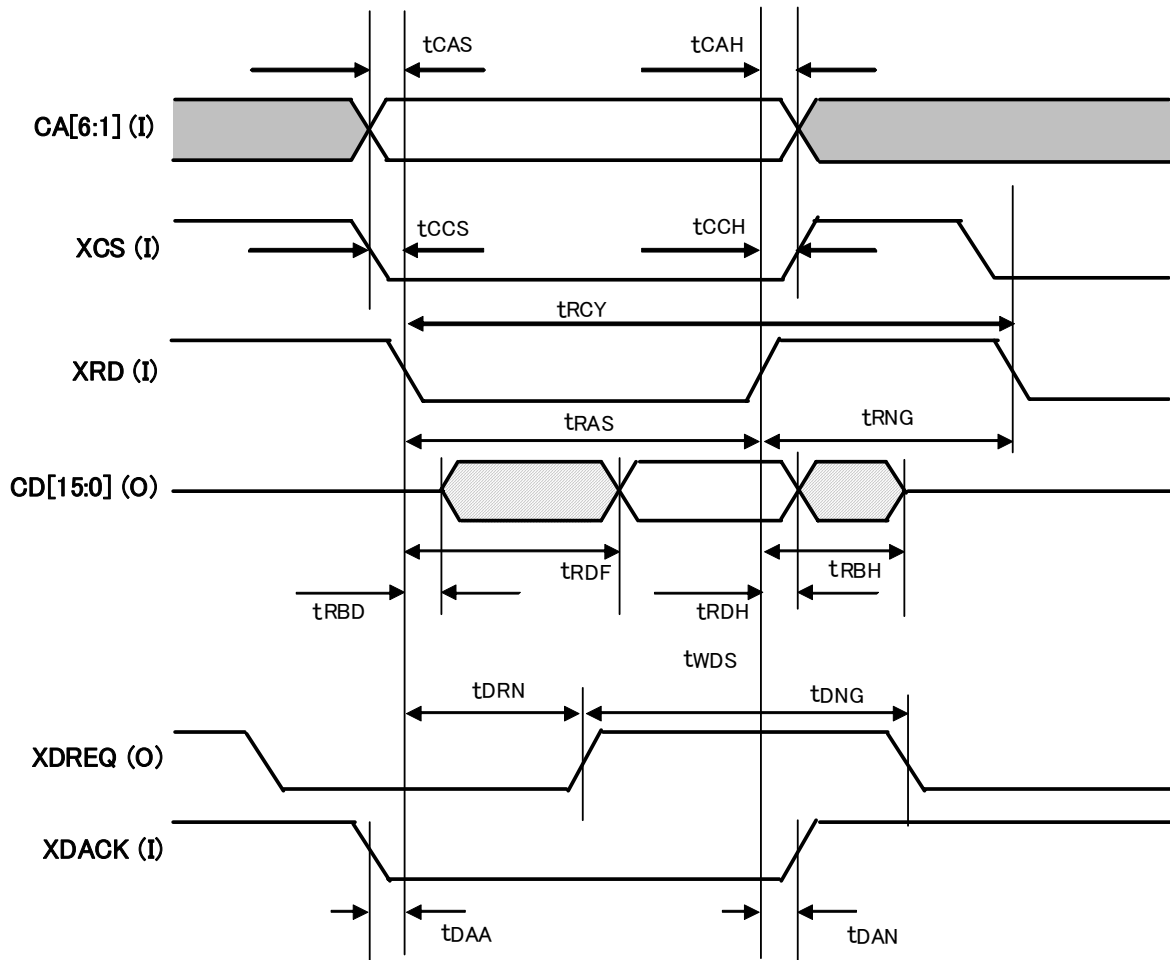 tCAS tCAH
CA[6:1] (I)
tCCS tCCH
XCS (I)
tRCY
XRD (I)
tRAS tRNG
CD[15:0] (O)
tRDF tRBH
tRBD tRDH
tWDS
tDRN tDNG
XDREQ (O)
XDACK (I)
tDAA tDAN